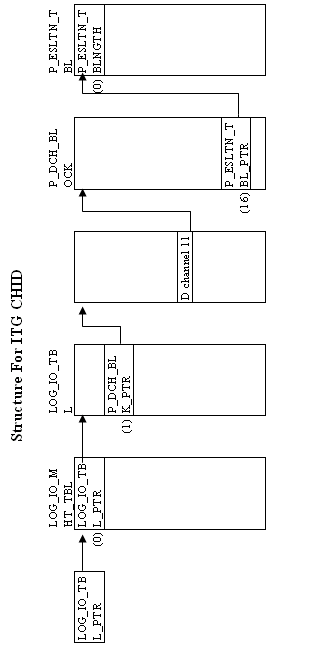 Structure For ITG CHID
LOG_IO_TB
L_PTR
LOG_IO_M
HT_TBL
LOG_IO_TB
L_PTR
(0)
LOG_IO_TB
L
P_DCH_BL
K_PTR
(1)
D channel 11
P_DCH_BL
OCK
P_ESLTN_T
BL_PTR
(16)
P_ESLTN_T
BL
P_ESLTN_T
BLNGTH
(0)